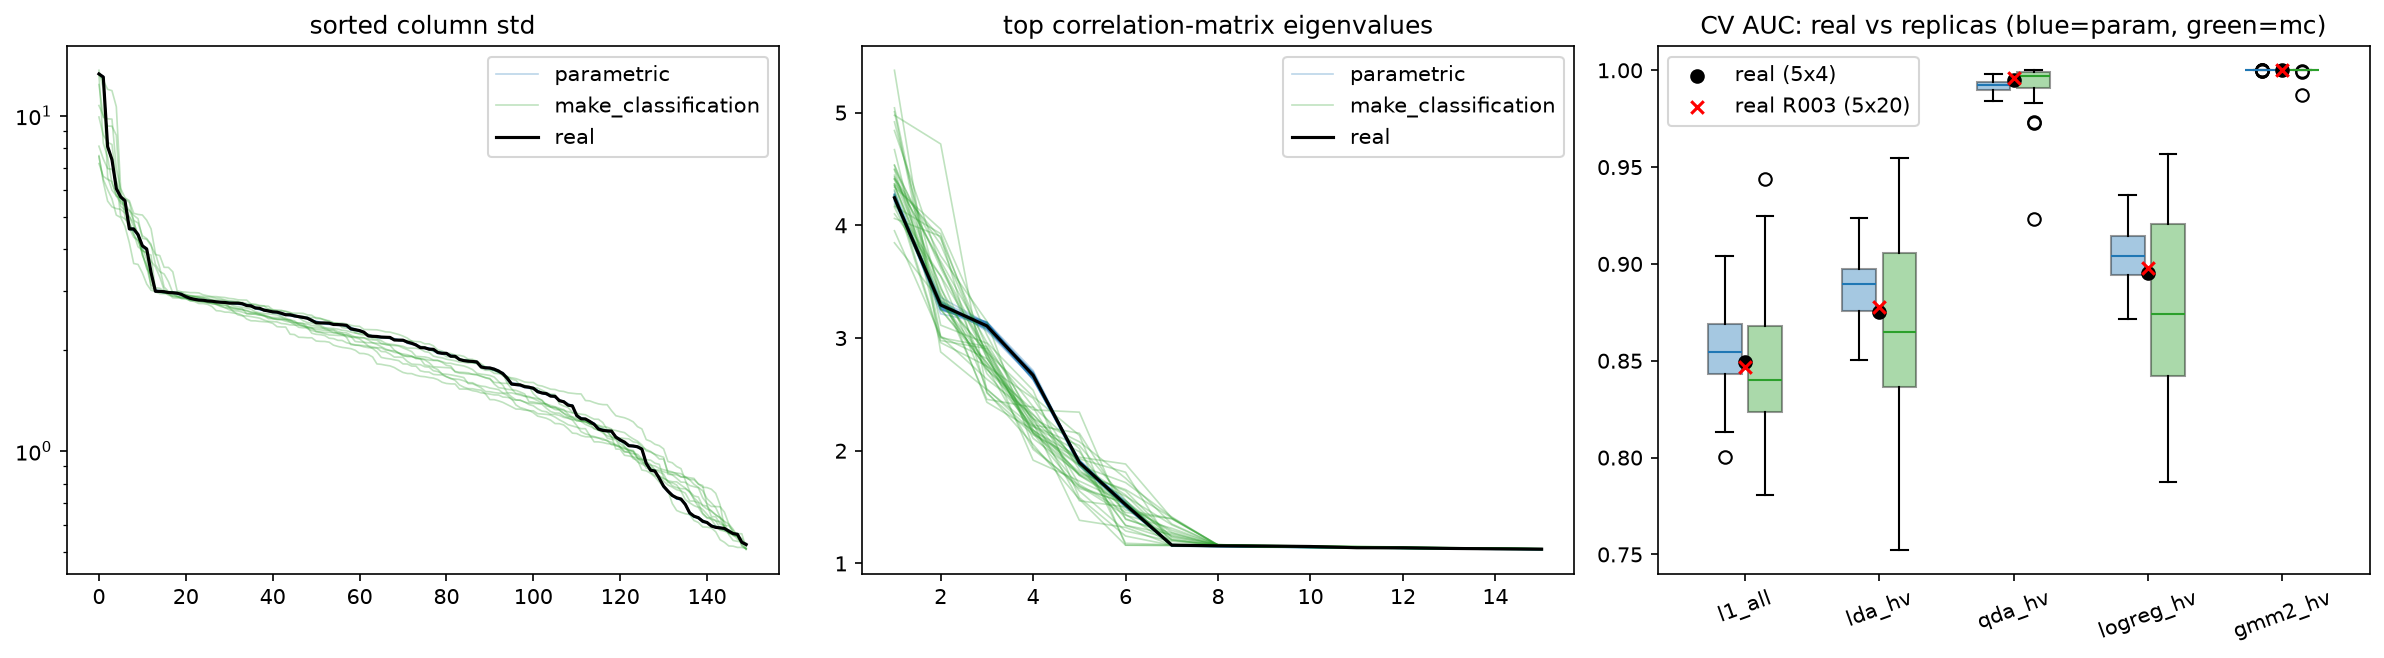 sorted column std
parametric
make_classification
real
10¹
10⁰
0 20 40 60 80 100 120 140
top correlation-matrix eigenvalues
parametric
make_classification
real
5
4
3
2
1
2 4 6 8 10 12 14
CV AUC: real vs replicas (blue=param, green=mc)
real (5x4)
real R003 (5x20)
1.00
0.95
0.90
0.85
0.80
0.75
l1_all lda_hv qda_hv logreg_hv gmm2_hv